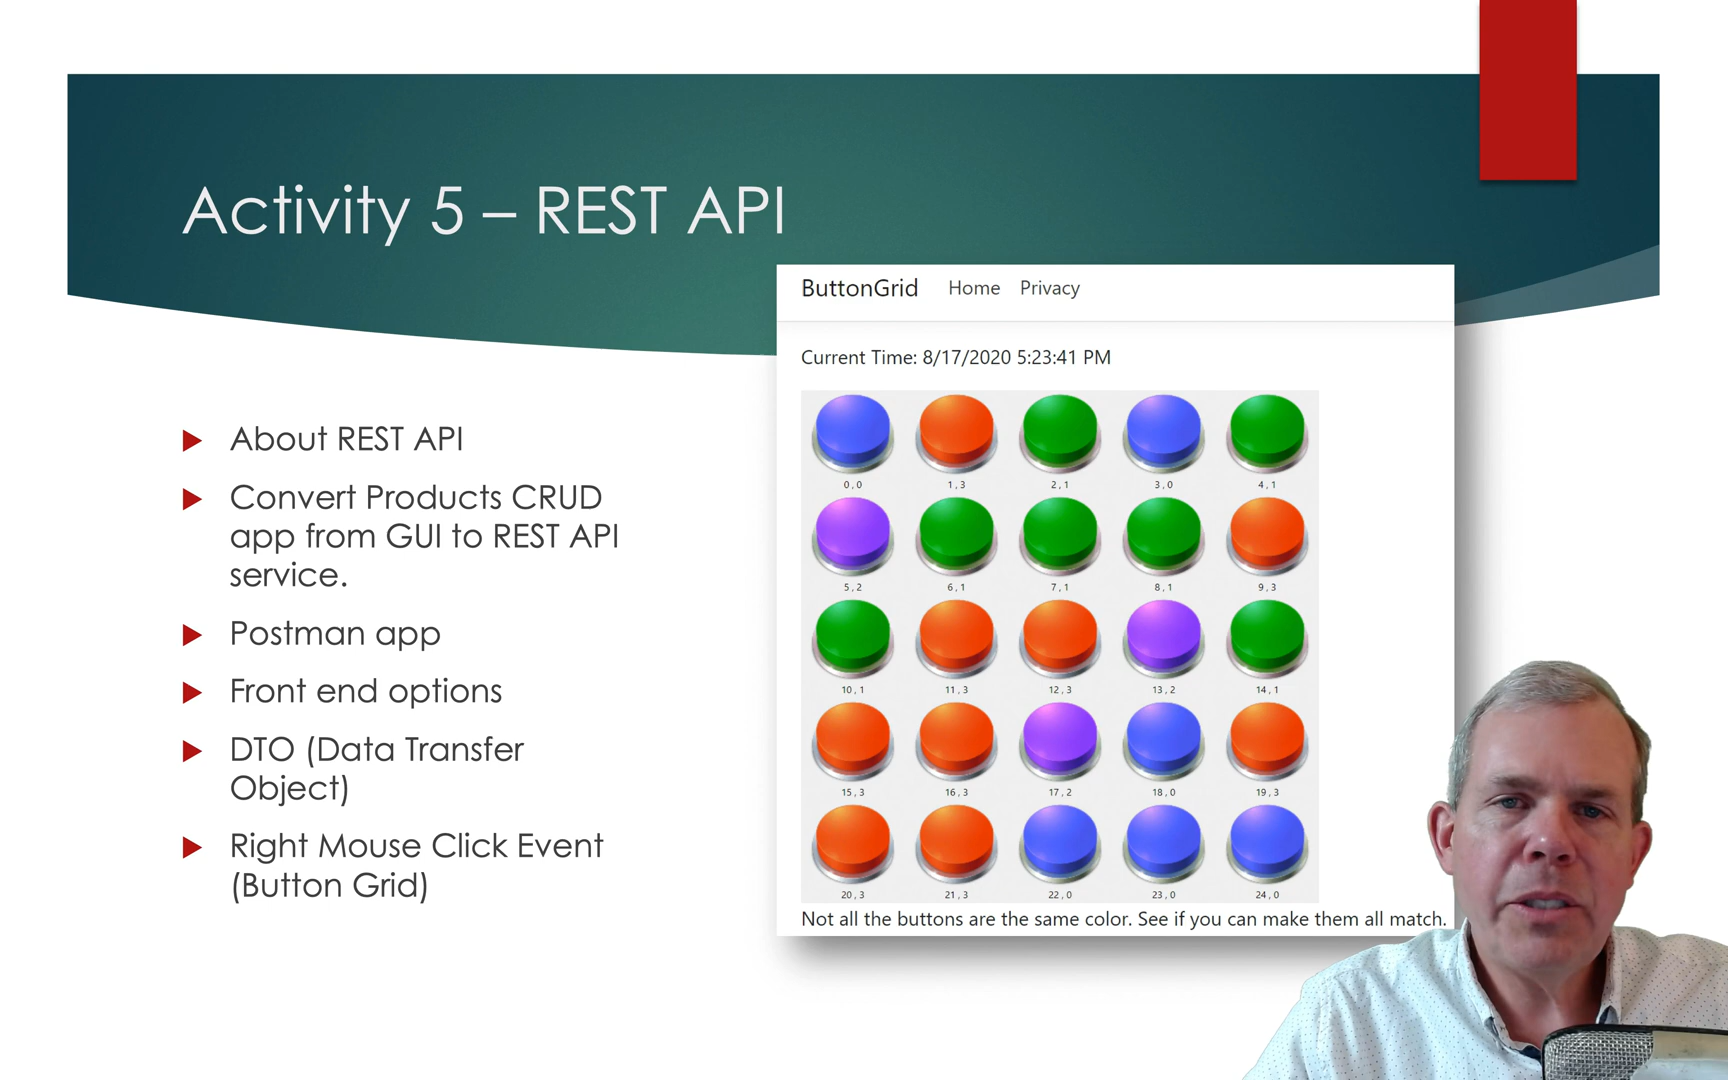 Activity 5 – REST API
About REST API
Convert Products CRUD
app from GUI to REST API
service.
Postman app
Front end options
DTO (Data Transfer
Object)
Right Mouse Click Event
(Button Grid)
ButtonGrid Home Privacy
Current Time: 8/17/2020 5:23:41 PM
0 , 0 1 , 3 2 , 1 3 , 0 4 , 1
5 , 2 6 , 1 7 , 1 8 , 1 9 , 3
10 , 1 11 , 3 12 , 3 13 , 2 14 , 1
15 , 3 16 , 3 17 , 2 18 , 0 19 , 3
20 , 3 21 , 3 22 , 0 23 , 0 24 , 0
Not all the buttons are the same color. See if you can make them all match.